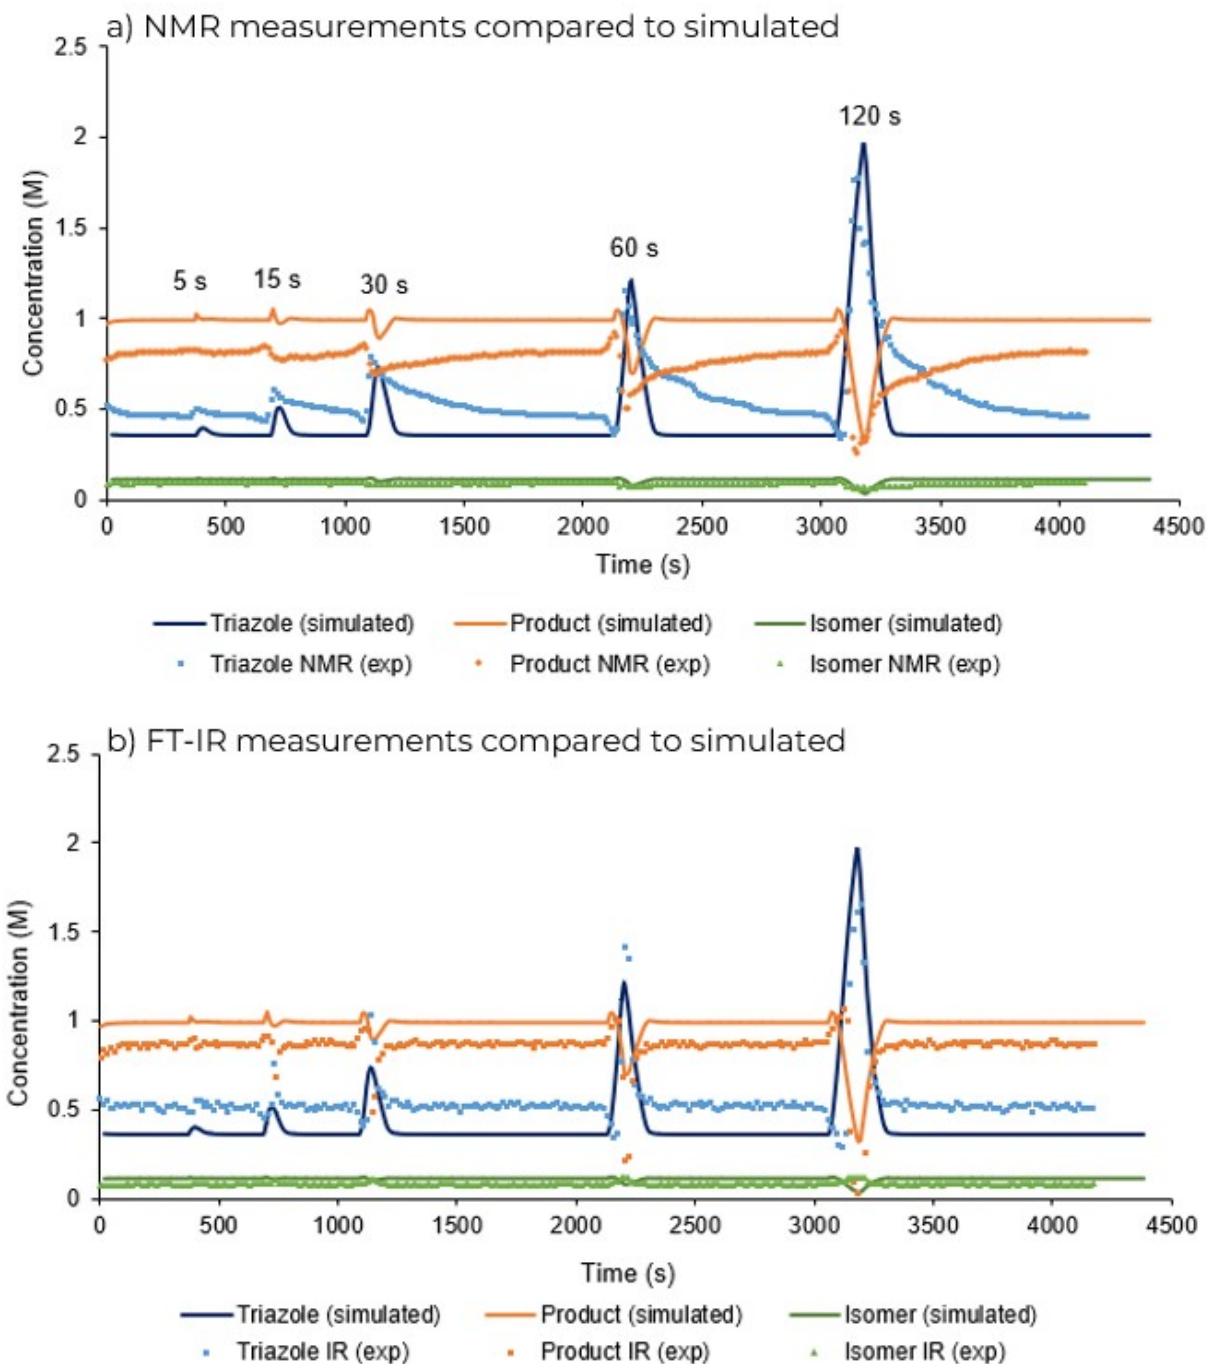 a) NMR measurements compared to simulated
2.5
2
1.5
1
0.5
0
Concentration (M)
5 s
15 s
30 s
60 s
120 s
0 500 1000 1500 2000 2500 3000 3500 4000 4500
Time (s)
Triazole (simulated) Product (simulated) Isomer (simulated)
Triazole NMR (exp) Product NMR (exp) Isomer NMR (exp)
b) FT-IR measurements compared to simulated
2.5
2
1.5
1
0.5
0
Concentration (M)
0 500 1000 1500 2000 2500 3000 3500 4000 4500
Time (s)
Triazole (simulated) Product (simulated) Isomer (simulated)
Triazole IR (exp) Product IR (exp) Isomer IR (exp)